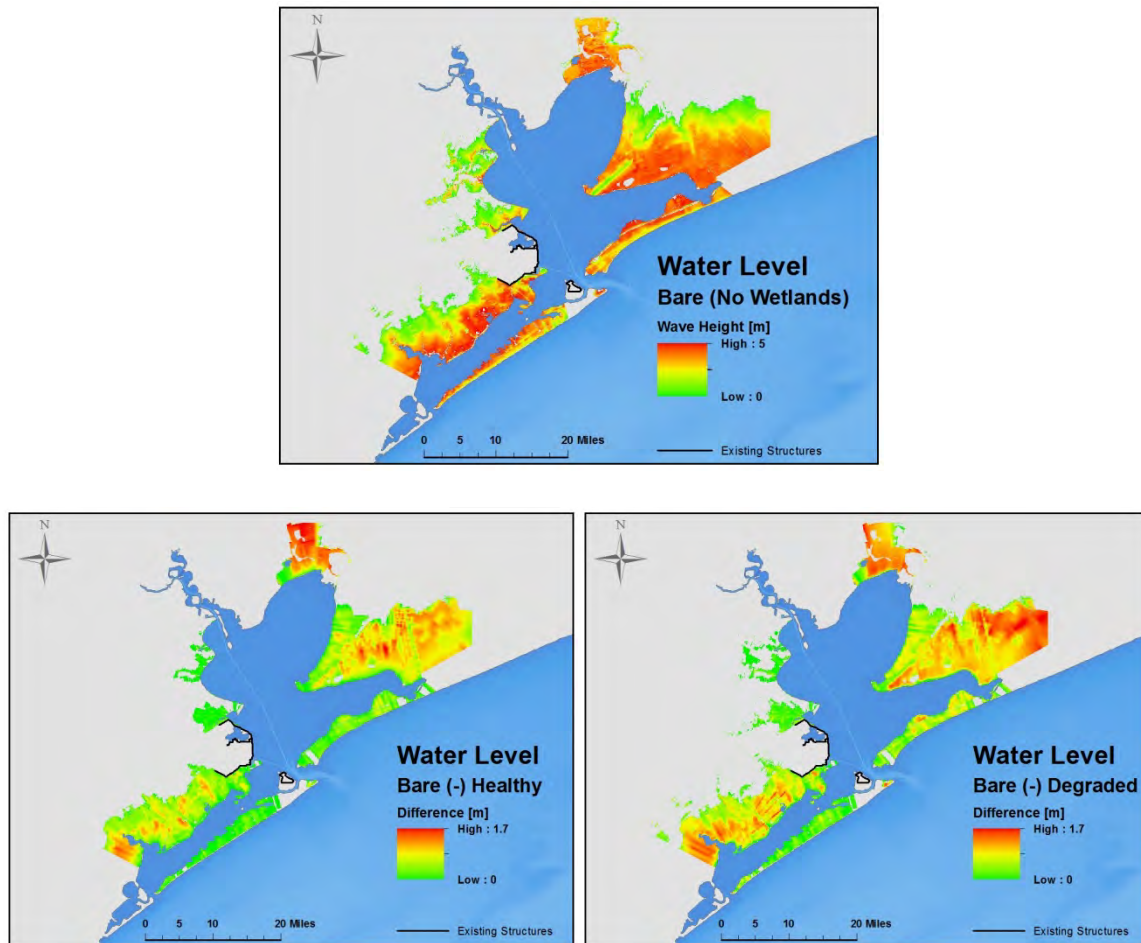 N
Water Level
Bare (No Wetlands)
Wave Height [m]
High : 5
Low : 0
0 5 10 20 Miles
Existing Structures
N
Water Level
Bare (-) Healthy
Difference [m]
High : 1.7
Low : 0
0 5 10 20 Miles
Existing Structures
N
Water Level
Bare (-) Degraded
Difference [m]
High : 1.7
Low : 0
0 5 10 20 Miles
Existing Structures